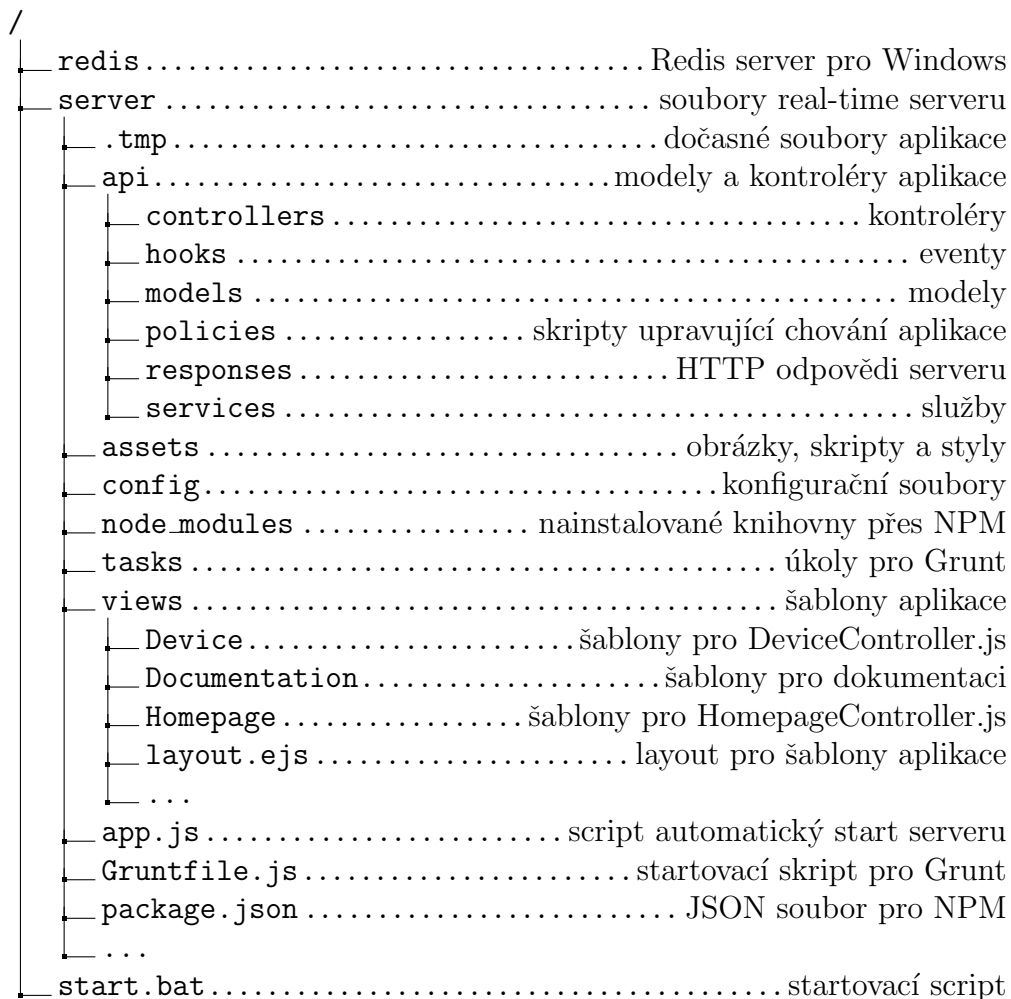 /
redis Redis server pro Windows
server soubory real-time serveru
.tmp dočasné soubory aplikace
api modely a kontroléry aplikace
controllers kontroléry
hooks eventy
models modely
policies skripty upravující chování aplikace
responses HTTP odpovědi serveru
services služby
assets obrázky, skripty a styly
config konfigurační soubory
node_modules nainstalované knihovny přes NPM
tasks úkoly pro Grunt
views šablony aplikace
Device šablony pro DeviceController.js
Documentation šablony pro dokumentaci
Homepage šablony pro HomepageController.js
layout.ejs layout pro šablony aplikace
...
app.js script automatický start serveru
Gruntfile.js startovací skript pro Grunt
package.json JSON soubor pro NPM
...
start.bat startovací script